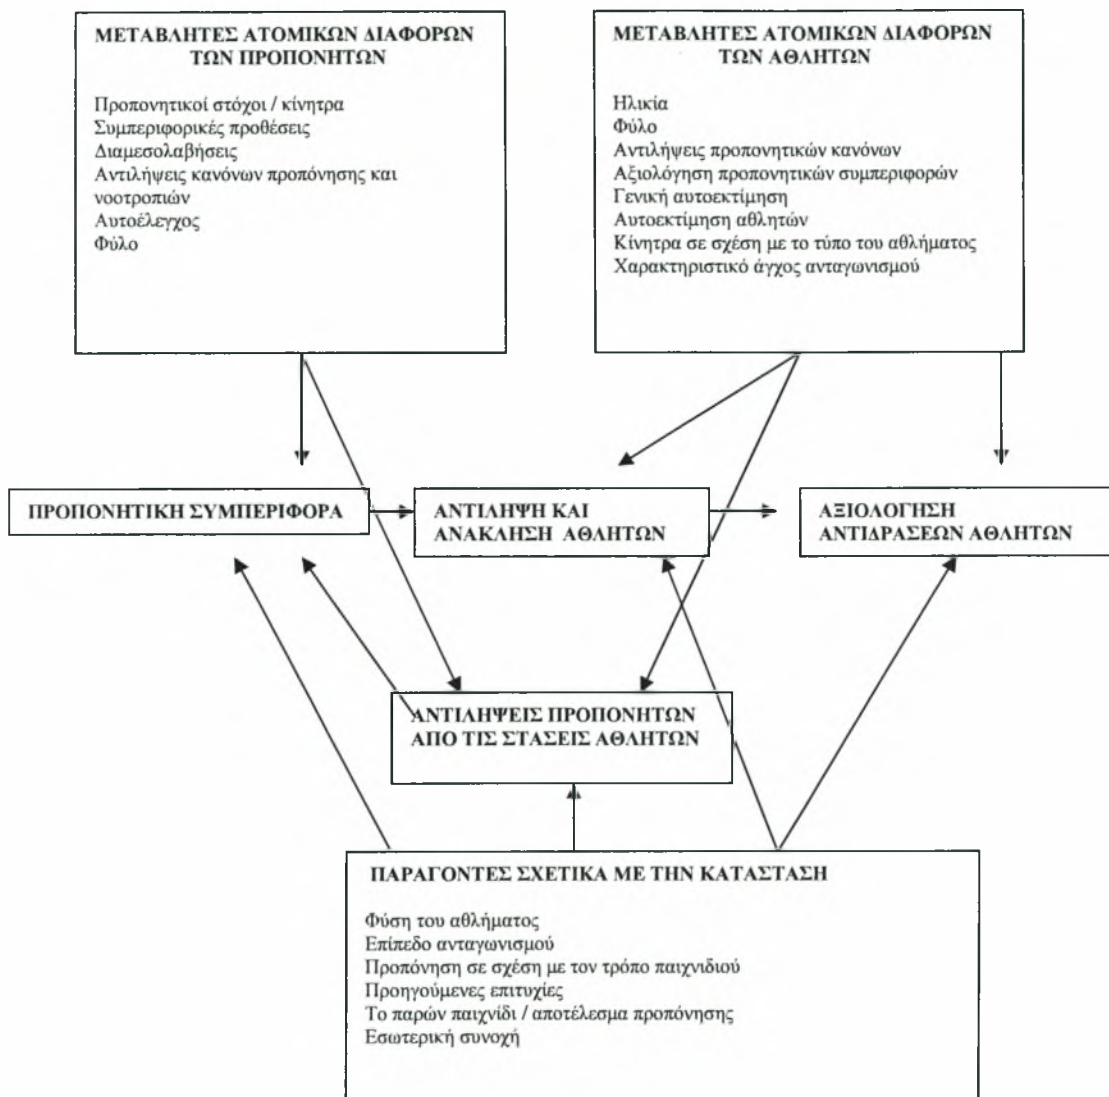 ΜΕΤΑΒΛΗΤΕΣ ΑΤΟΜΙΚΩΝ ΔΙΑΦΟΡΩΝ
ΤΩΝ ΠΡΟΠΟΝΗΤΩΝ
Προπονητικοί στόχοι / κίνητρα
Συμπεριφορικές προθέσεις
Διαμεσολαβήσεις
Αντιλήψεις κανόνων προπόνησης και
νοοτροπιών
Αυτοέλεγχος
Φύλο
ΜΕΤΑΒΛΗΤΕΣ ΑΤΟΜΙΚΩΝ ΔΙΑΦΟΡΩΝ
ΤΩΝ ΑΘΛΗΤΩΝ
Ηλικία
Φύλο
Αντιλήψεις προπονητικών κανόνων
Αξιολόγηση προπονητικών συμπεριφορών
Γενική αυτοεκτίμηση
Αυτοεκτίμηση αθλητών
Κίνητρα σε σχέση με το τύπο του αθλήματος
Χαρακτηριστικό άγχος ανταγωνισμού
ΠΡΟΠΟΝΗΤΙΚΗ ΣΥΜΠΕΡΙΦΟΡΑ
ΑΝΤΙΛΗΨΗ ΚΑΙ
ΑΝΑΚΛΗΣΗ ΑΘΛΗΤΩΝ
ΑΞΙΟΛΟΓΗΣΗ
ΑΝΤΙΔΡΑΣΕΩΝ ΑΘΛΗΤΩΝ
ΑΝΤΙΛΗΨΕΙΣ ΠΡΟΠΟΝΗΤΩΝ
ΑΠΟ ΤΙΣ ΣΤΑΣΕΙΣ ΑΘΛΗΤΩΝ
ΠΑΡΑΓΟΝΤΕΣ ΣΧΕΤΙΚΑ ΜΕ ΤΗΝ ΚΑΤΑΣΤΑΣΗ
Φύση του αθλήματος
Επίπεδο ανταγωνισμού
Προπόνηση σε σχέση με τον τρόπο παιχνιδιού
Προηγούμενες επιτυχίες
Το παρών παιχνίδι / αποτέλεσμα προπόνησης
Εσωτερική συνοχή